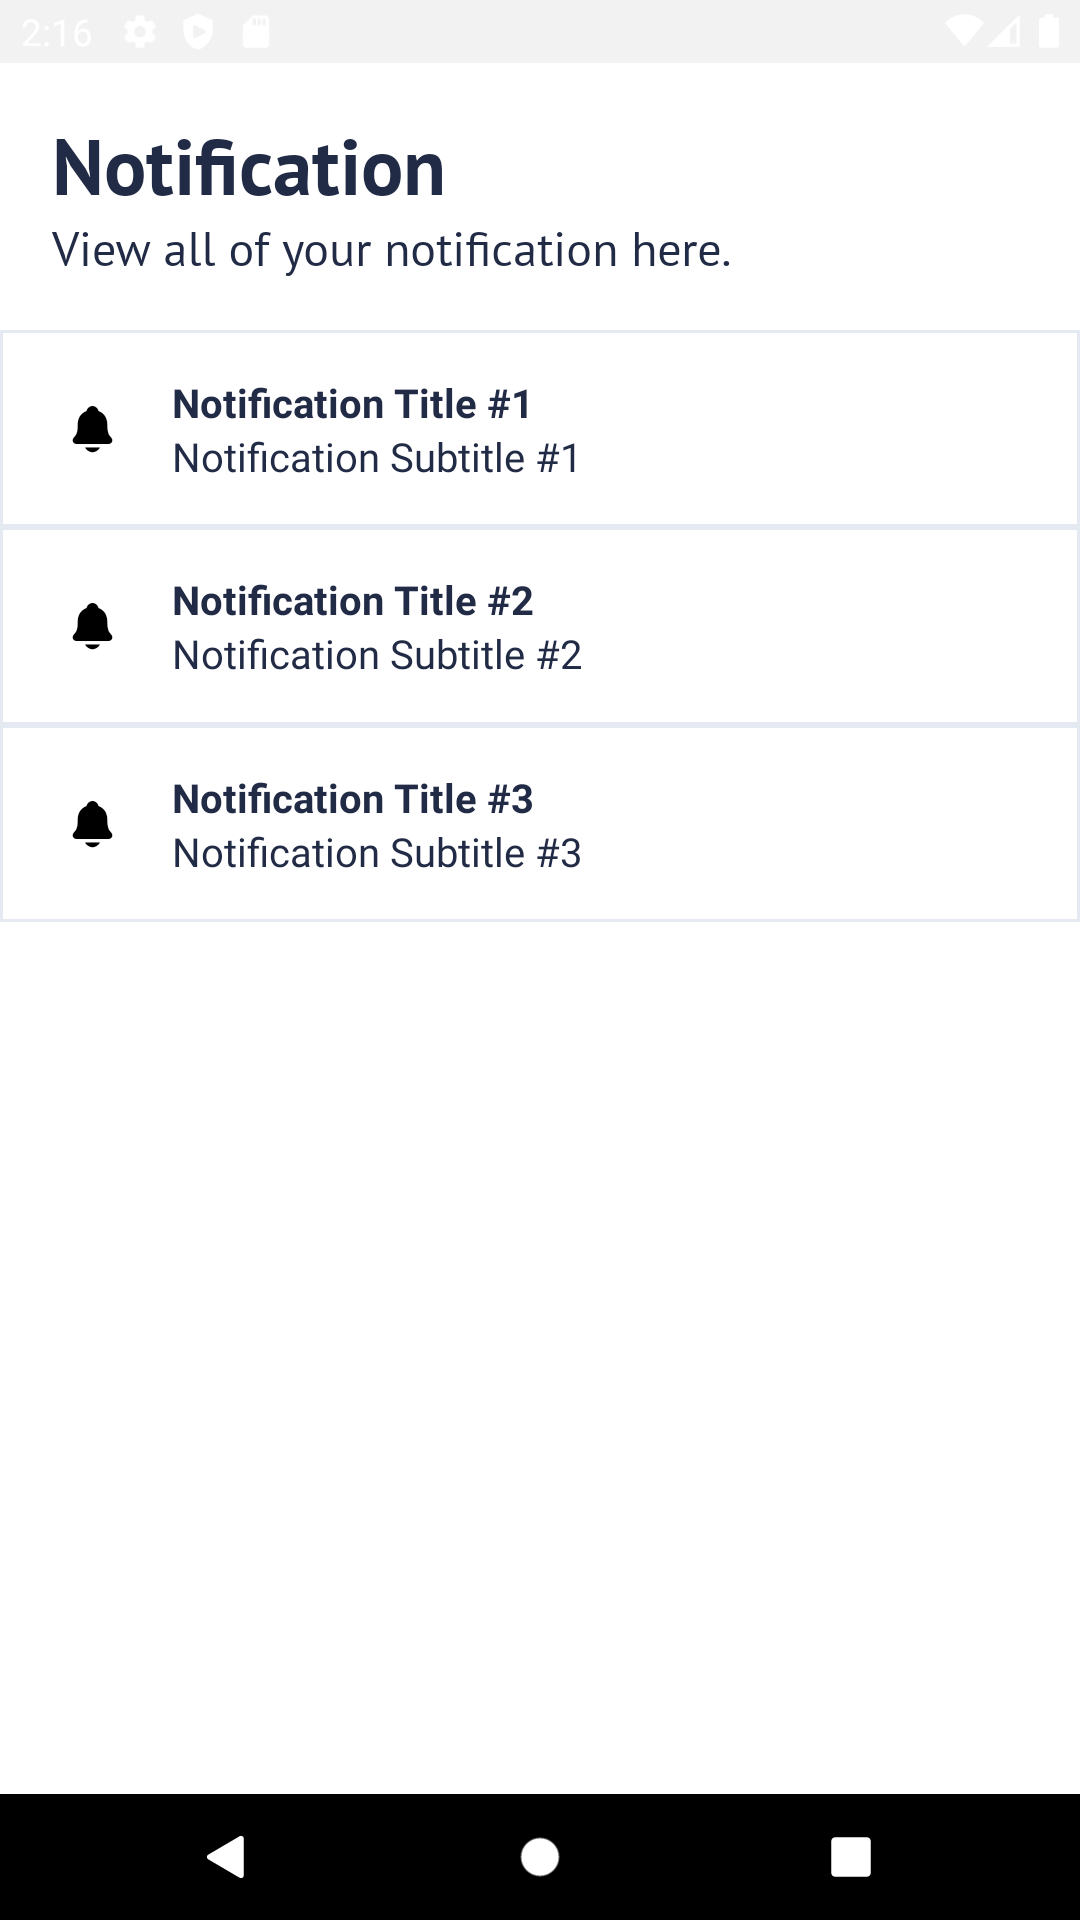 2:16
Notification
View all of your notification here.
Notification Title #1
Notification Subtitle #1
Notification Title #2
Notification Subtitle #2
Notification Title #3
Notification Subtitle #3